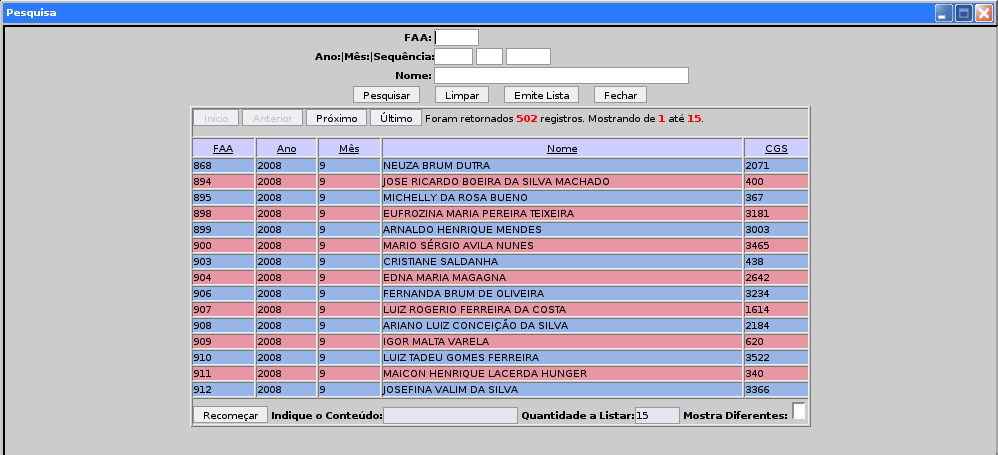 Pesquisa
FAA:
Ano:|Mês:|Sequência:
Nome:
Pesquisar Limpar Emite Lista Fechar
Início Anterior Próximo Último Foram retornados 502 registros. Mostrando de 1 até 15.
FAA Ano Mês Nome CGS
868 2008 9 NEUZA BRUM DUTRA 2071
894 2008 9 JOSE RICARDO BOEIRA DA SILVA MACHADO 400
895 2008 9 MICHELLY DA ROSA BUENO 367
898 2008 9 EUFROZINA MARIA PEREIRA TEIXEIRA 3181
899 2008 9 ARNALDO HENRIQUE MENDES 3003
900 2008 9 MARIO SÉRGIO AVILA NUNES 3465
903 2008 9 CRISTIANE SALDANHA 438
904 2008 9 EDNA MARIA MAGAGNA 2642
906 2008 9 FERNANDA BRUM DE OLIVEIRA 3234
907 2008 9 LUIZ ROGERIO FERREIRA DA COSTA 1614
908 2008 9 ARIANO LUIZ CONCEIÇÃO DA SILVA 2184
909 2008 9 IGOR MALTA VARELA 620
910 2008 9 LUIZ TADEU GOMES FERREIRA 3522
911 2008 9 MAICON HENRIQUE LACERDA HUNGER 340
912 2008 9 JOSEFINA VALIM DA SILVA 3366
Recomeçar Indique o Conteúdo: Quantidade a Listar: 15 Mostra Diferentes: